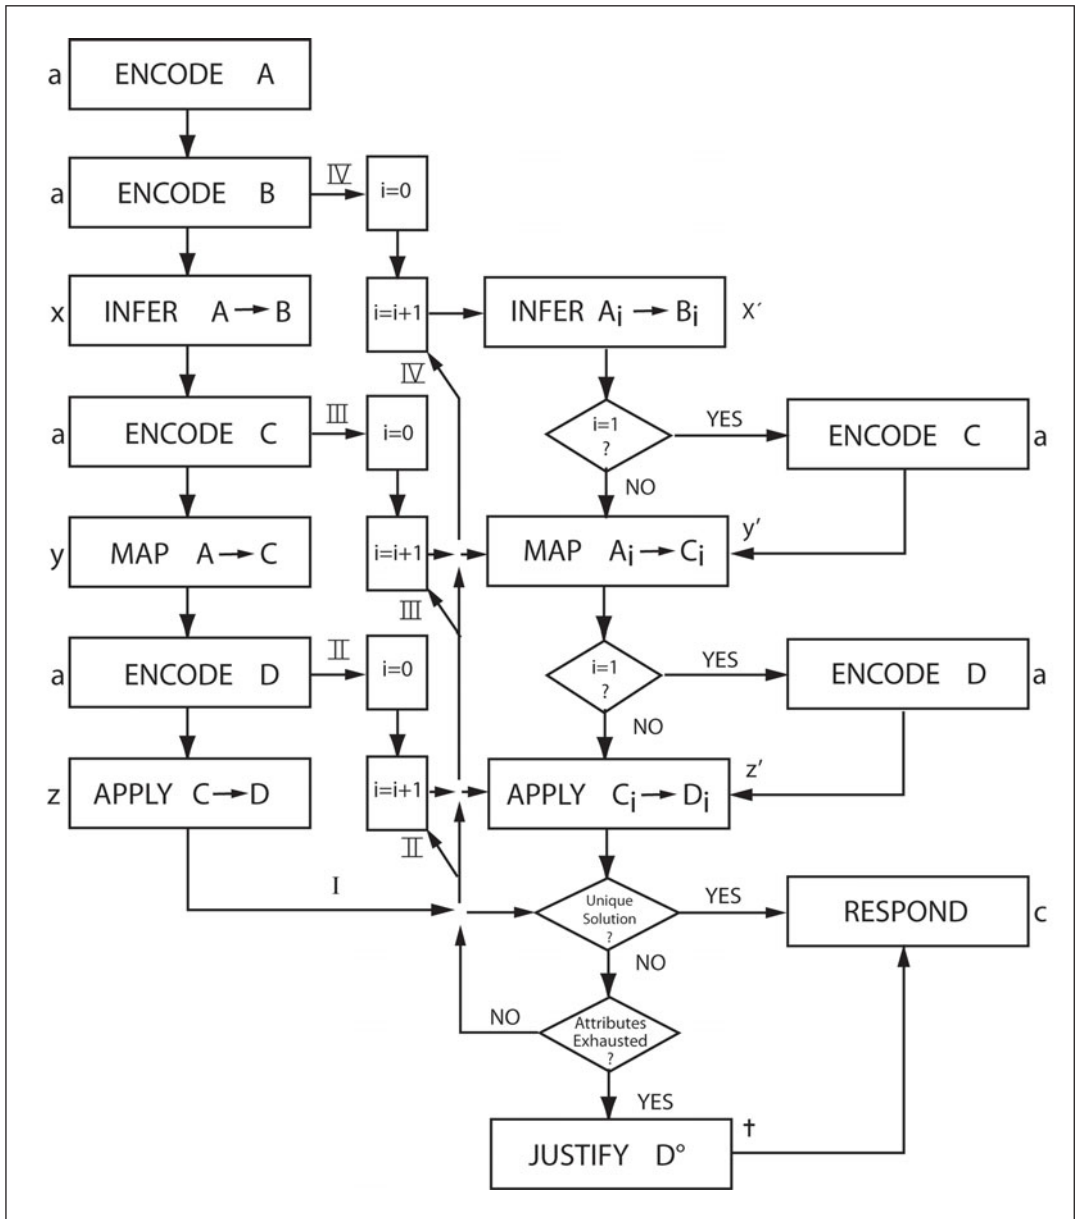 a ENCODE A
a ENCODE B IV i=0
x INFER A → B i=i+1 INFER Ai → Bi x´
IV
a ENCODE C III i=0 i=1 ? YES ENCODE C a
NO
y MAP A → C i=i+1 MAP Ai → Ci y'
III
a ENCODE D II i=0 i=1 ? YES ENCODE D a
NO
z APPLY C → D i=i+1 APPLY Ci → Di z'
II
I Unique Solution ? YES RESPOND c
NO
NO Attributes Exhausted ?
YES
JUSTIFY D° †